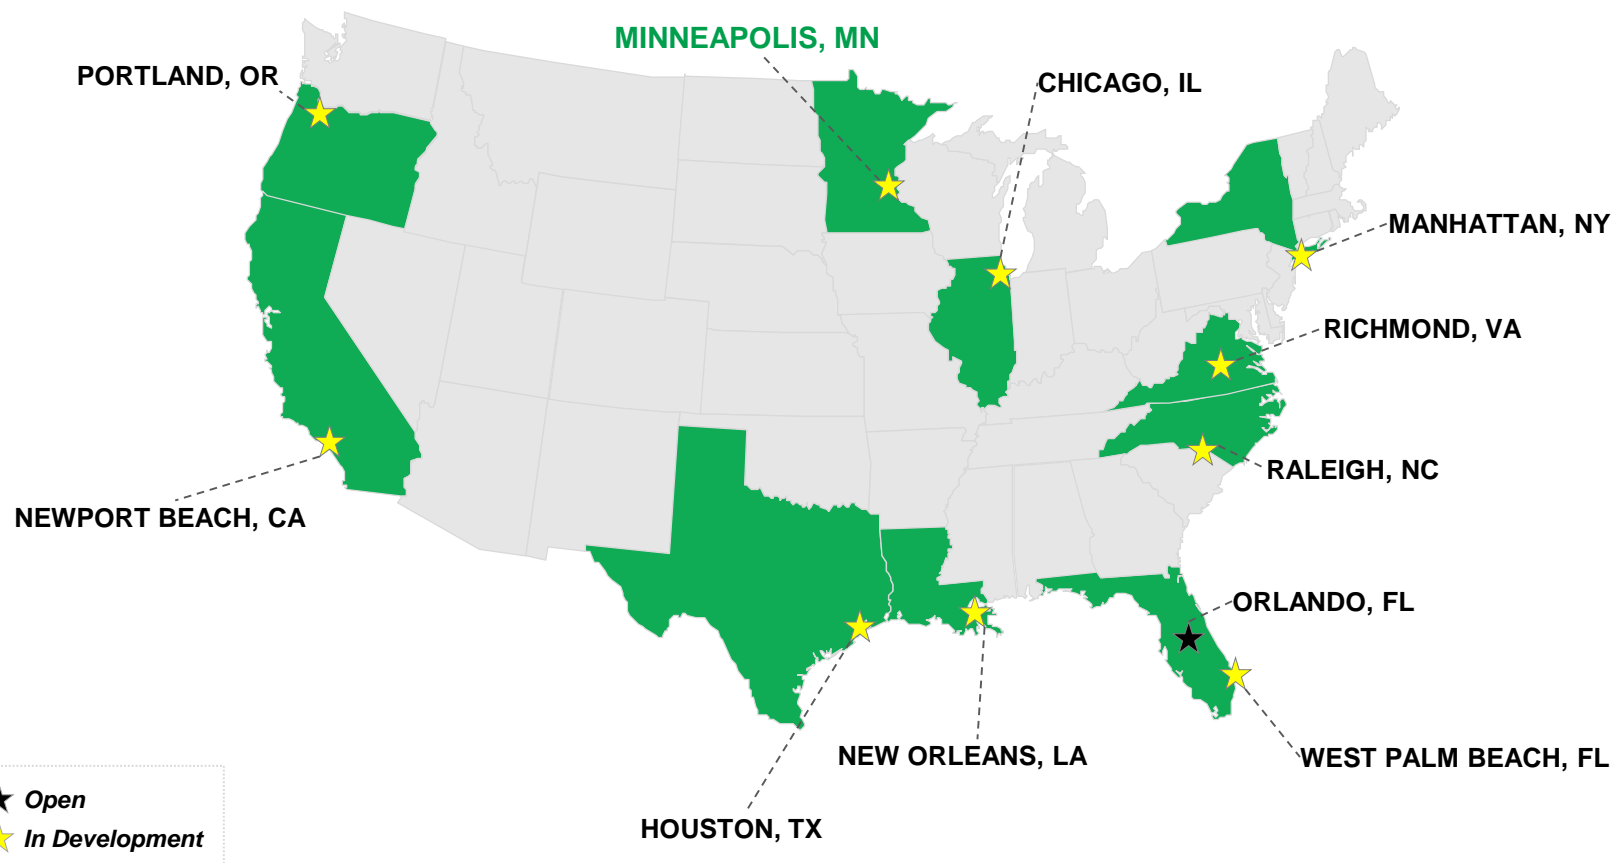 MINNEAPOLIS, MN
PORTLAND, OR
CHICAGO, IL
MANHATTAN, NY
RICHMOND, VA
RALEIGH, NC
NEWPORT BEACH, CA
ORLANDO, FL
NEW ORLEANS, LA
WEST PALM BEACH, FL
HOUSTON, TX
Open
In Development